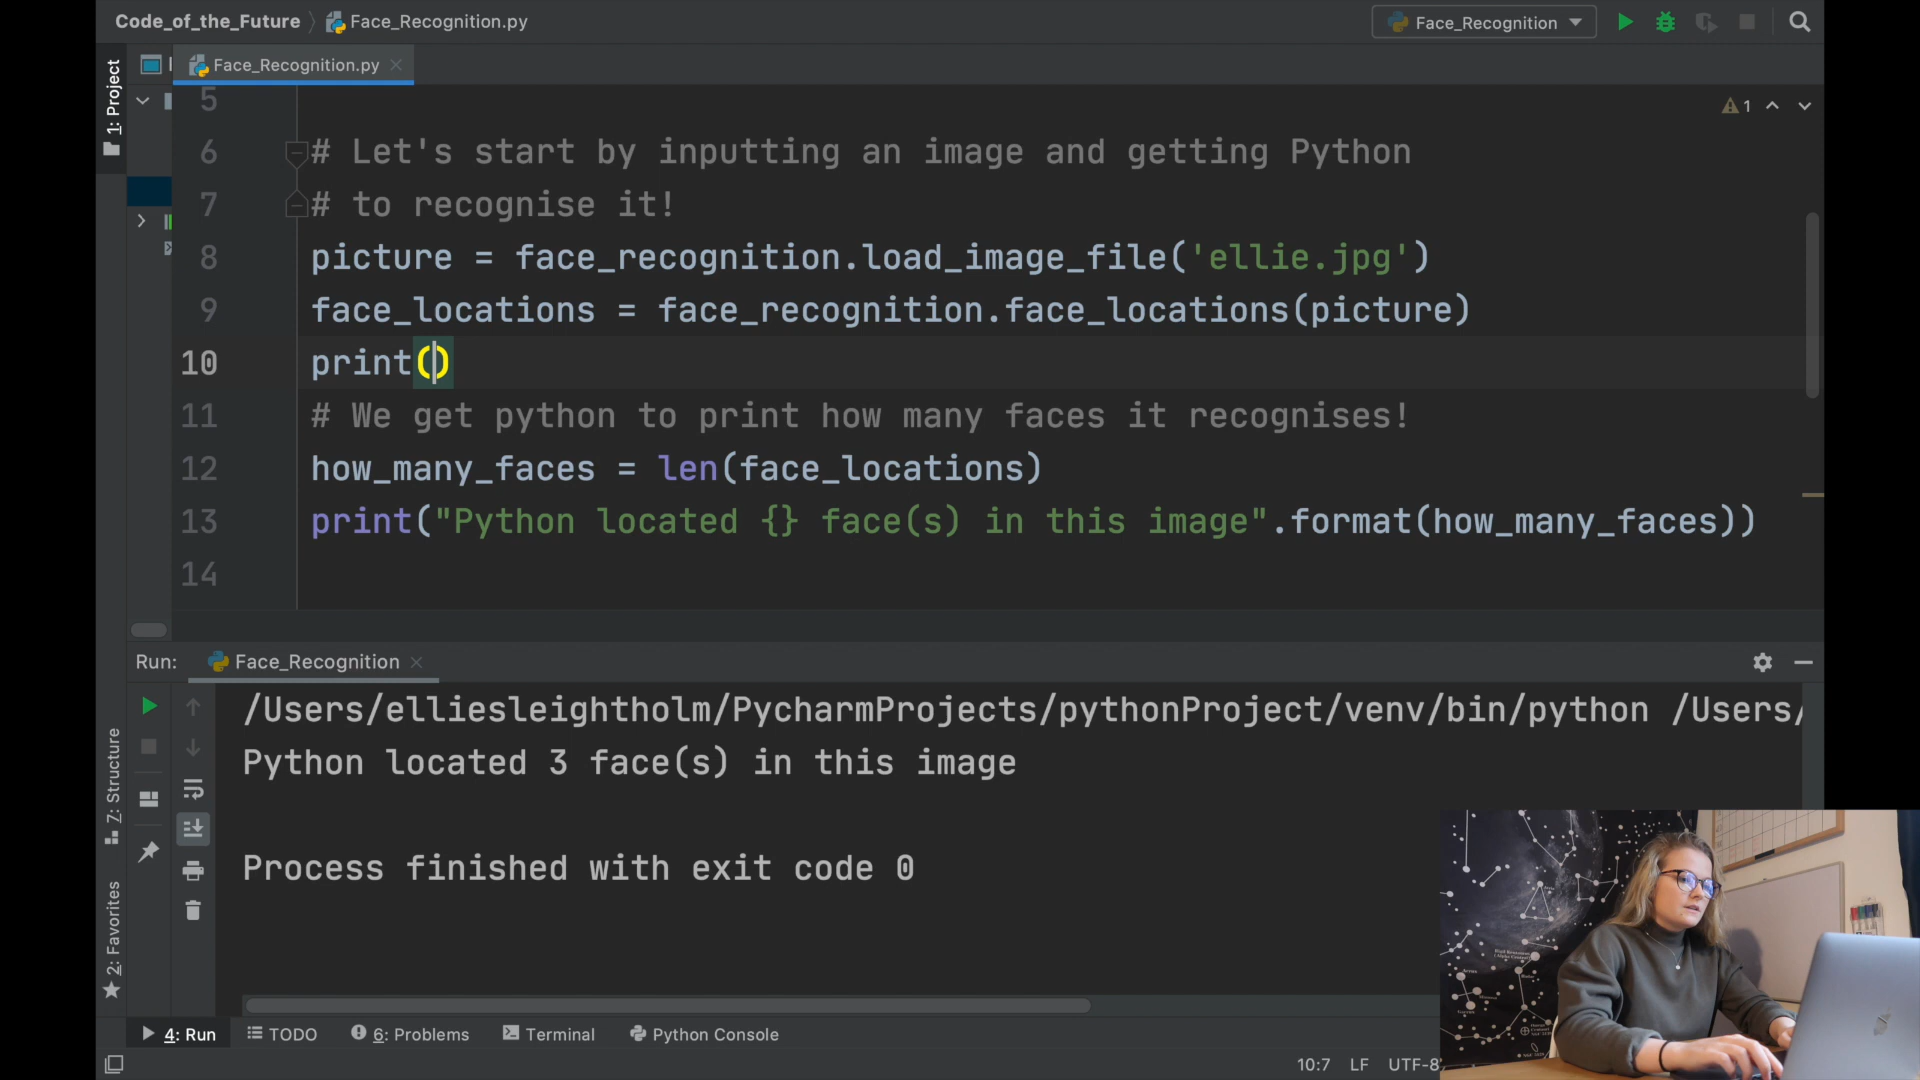 Code_of_the_Future
Face_Recognition.py
Face_Recognition
1: Project
Face_Recognition.py
1
5
6
# Let's start by inputting an image and getting Python
7
# to recognise it!
8
picture = face_recognition.load_image_file('ellie.jpg')
9
face_locations = face_recognition.face_locations(picture)
10
print()
11
# We get python to print how many faces it recognises!
12
how_many_faces = len(face_locations)
13
print("Python located {} face(s) in this image".format(how_many_faces))
14
Run:
Face_Recognition
/Users/elliesleightholm/PycharmProjects/pythonProject/venv/bin/python /Users/
Python located 3 face(s) in this image
Process finished with exit code 0
7: Structure
2: Favorites
4: Run
TODO
6: Problems
Terminal
Python Console
10:7
LF
UTF-8